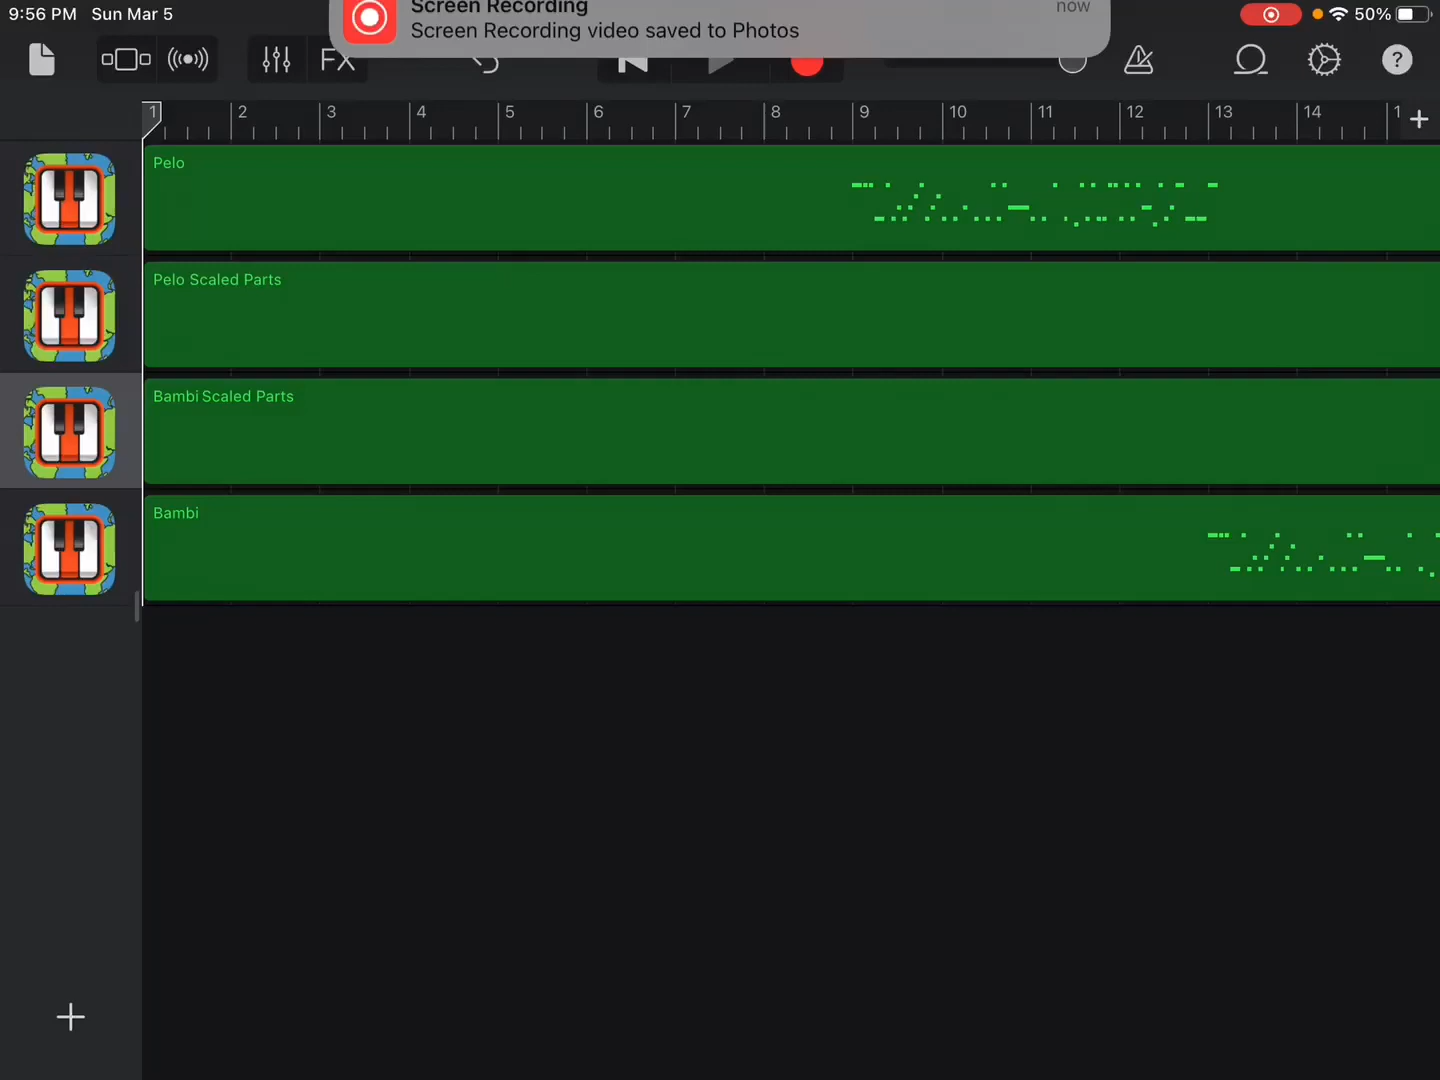 9:56 PM Sun Mar 5
50%
Screen Recording
now
Screen Recording video saved to Photos
FX
?
1 2 3 4 5 6 7 8 9 10 11 12 13 14 1
Pelo
Pelo Scaled Parts
Bambi Scaled Parts
Bambi